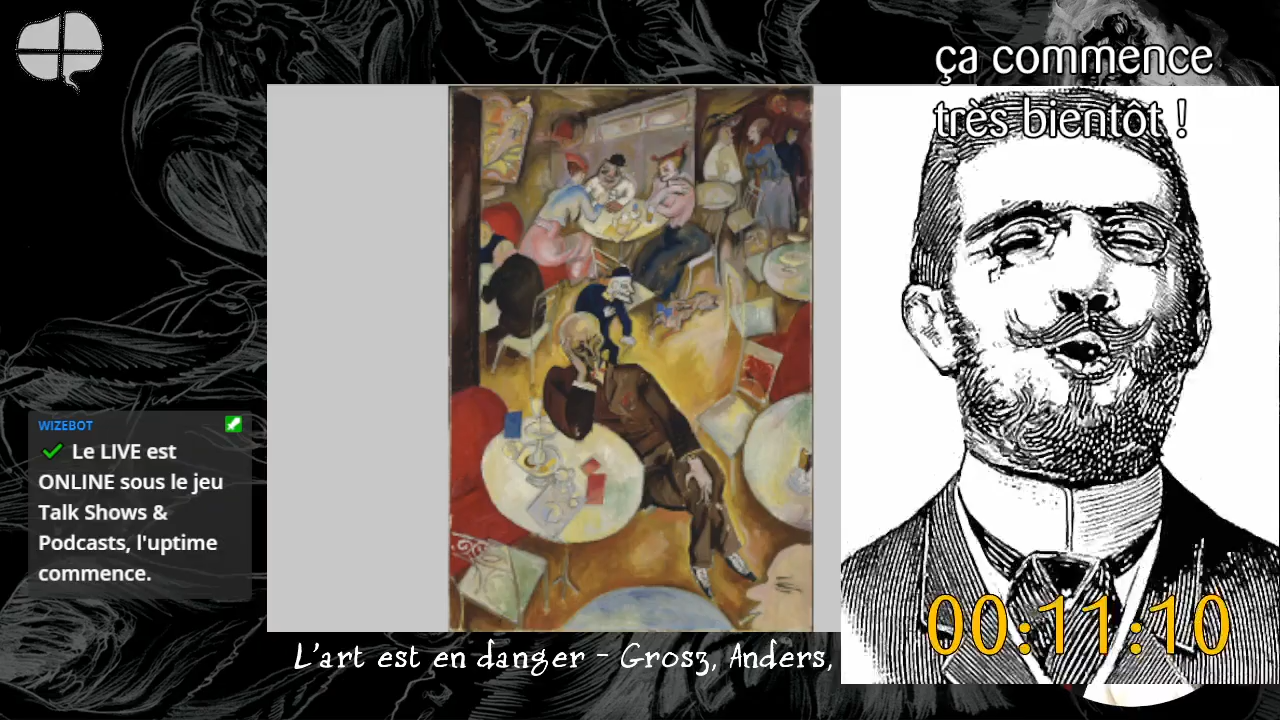 ça commence
très bientôt !
WIZEBOT
Le LIVE est
ONLINE sous le jeu
Talk Shows &
Podcasts, l'uptime
commence.
00:11:10
L'art est en danger - Grosz, Anders,